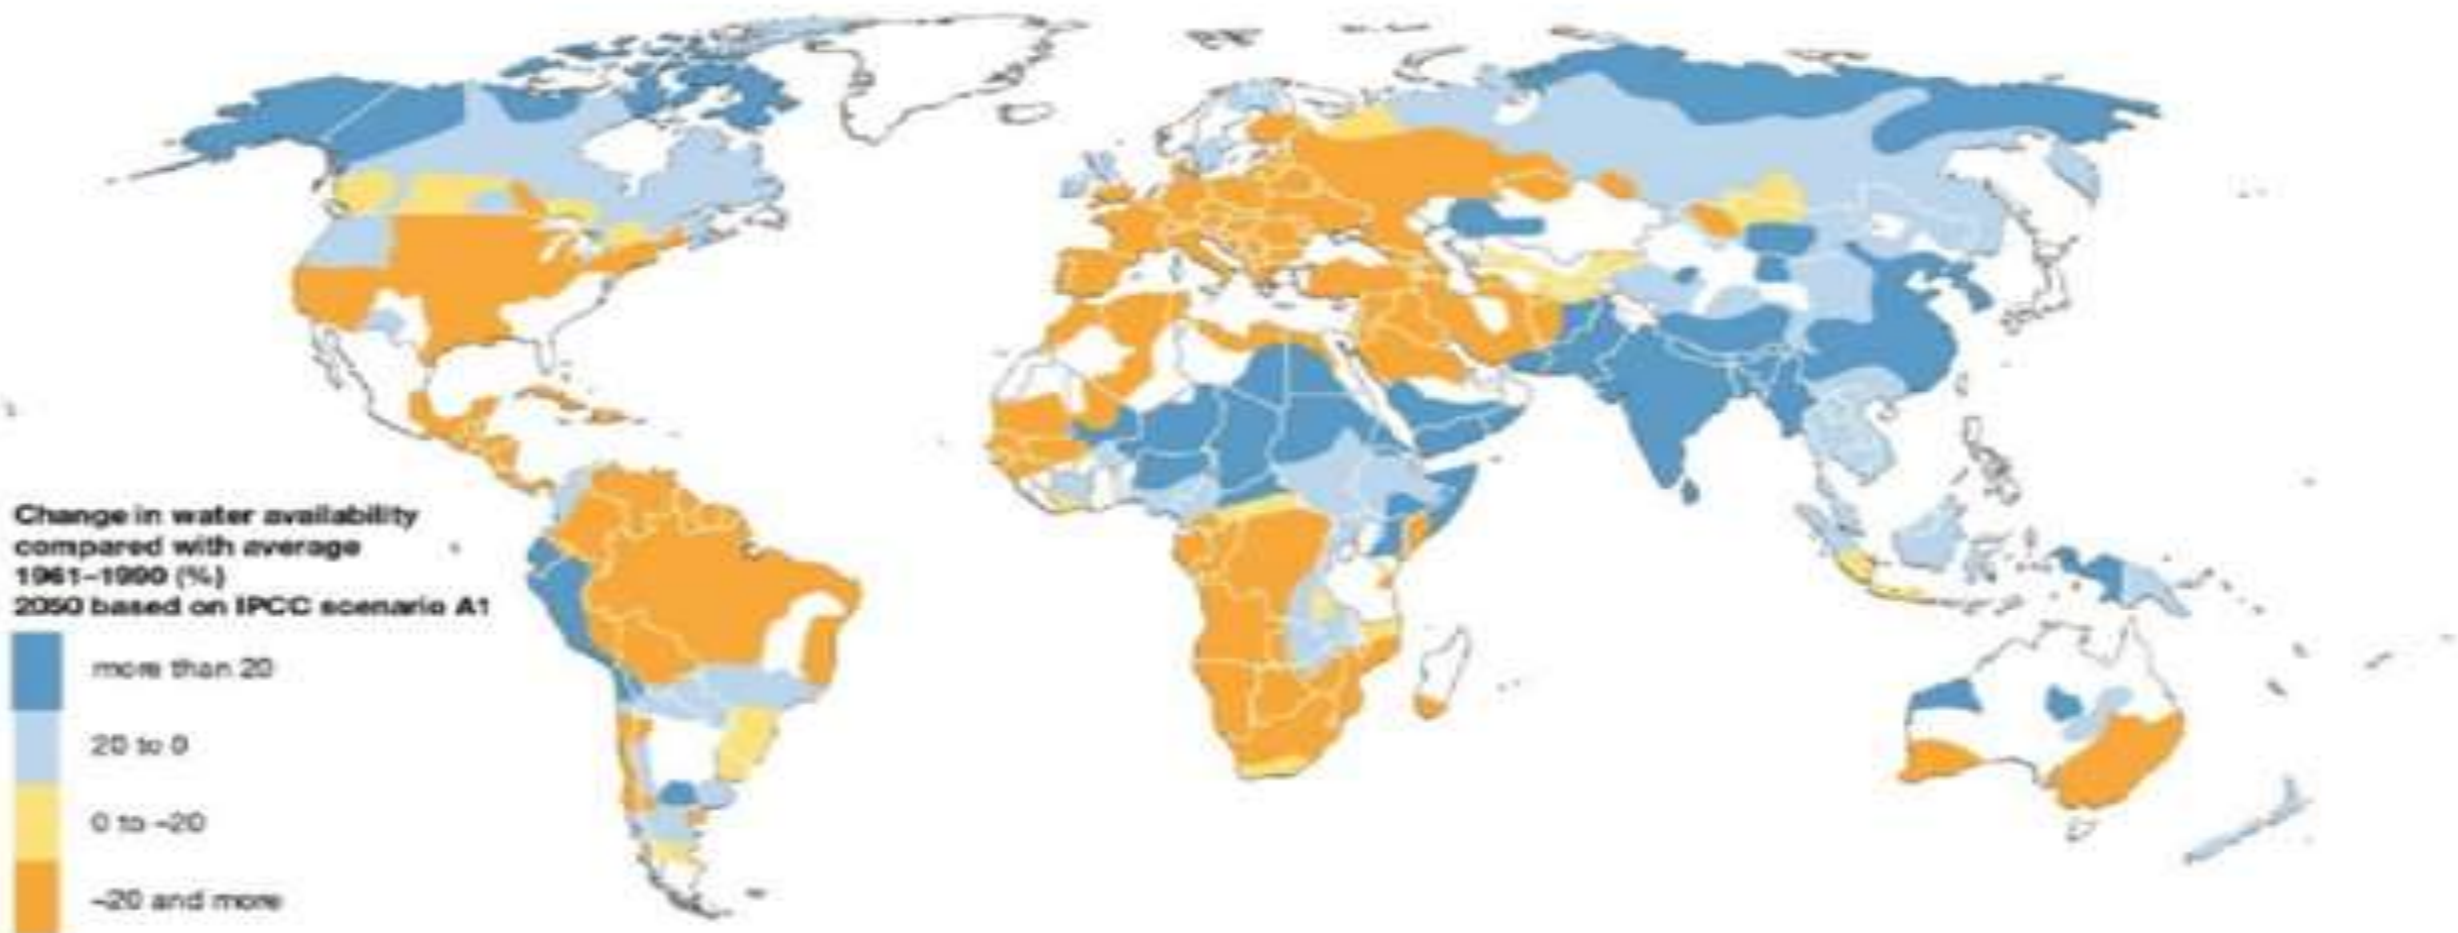 Change in water availability
compared with average
1961–1990 (%)
2050 based on IPCC scenario A1
more than 20
20 to 0
0 to –20
–20 and more